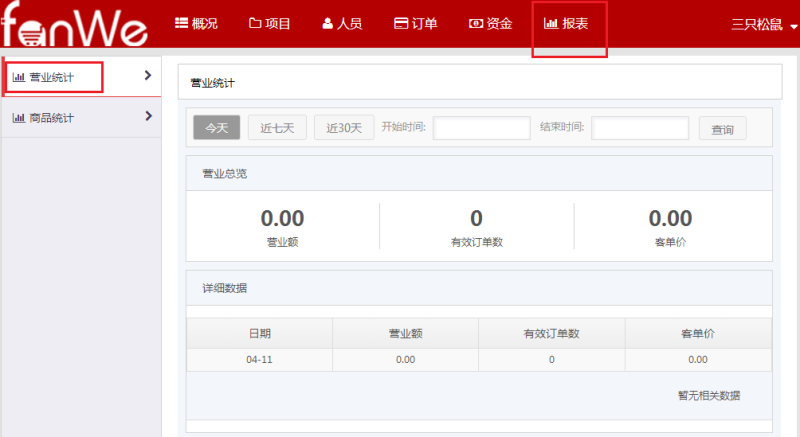 fanWe 概况 项目 人员 订单 资金 报表 三只松鼠
营业统计
商品统计
营业统计
今天 近七天 近30天 开始时间: 结束时间: 查询
营业总览
0.00 0 0.00
营业额 有效订单数 客单价
详细数据
日期 营业额 有效订单数 客单价
04-11 0.00 0 0.00
暂无相关数据